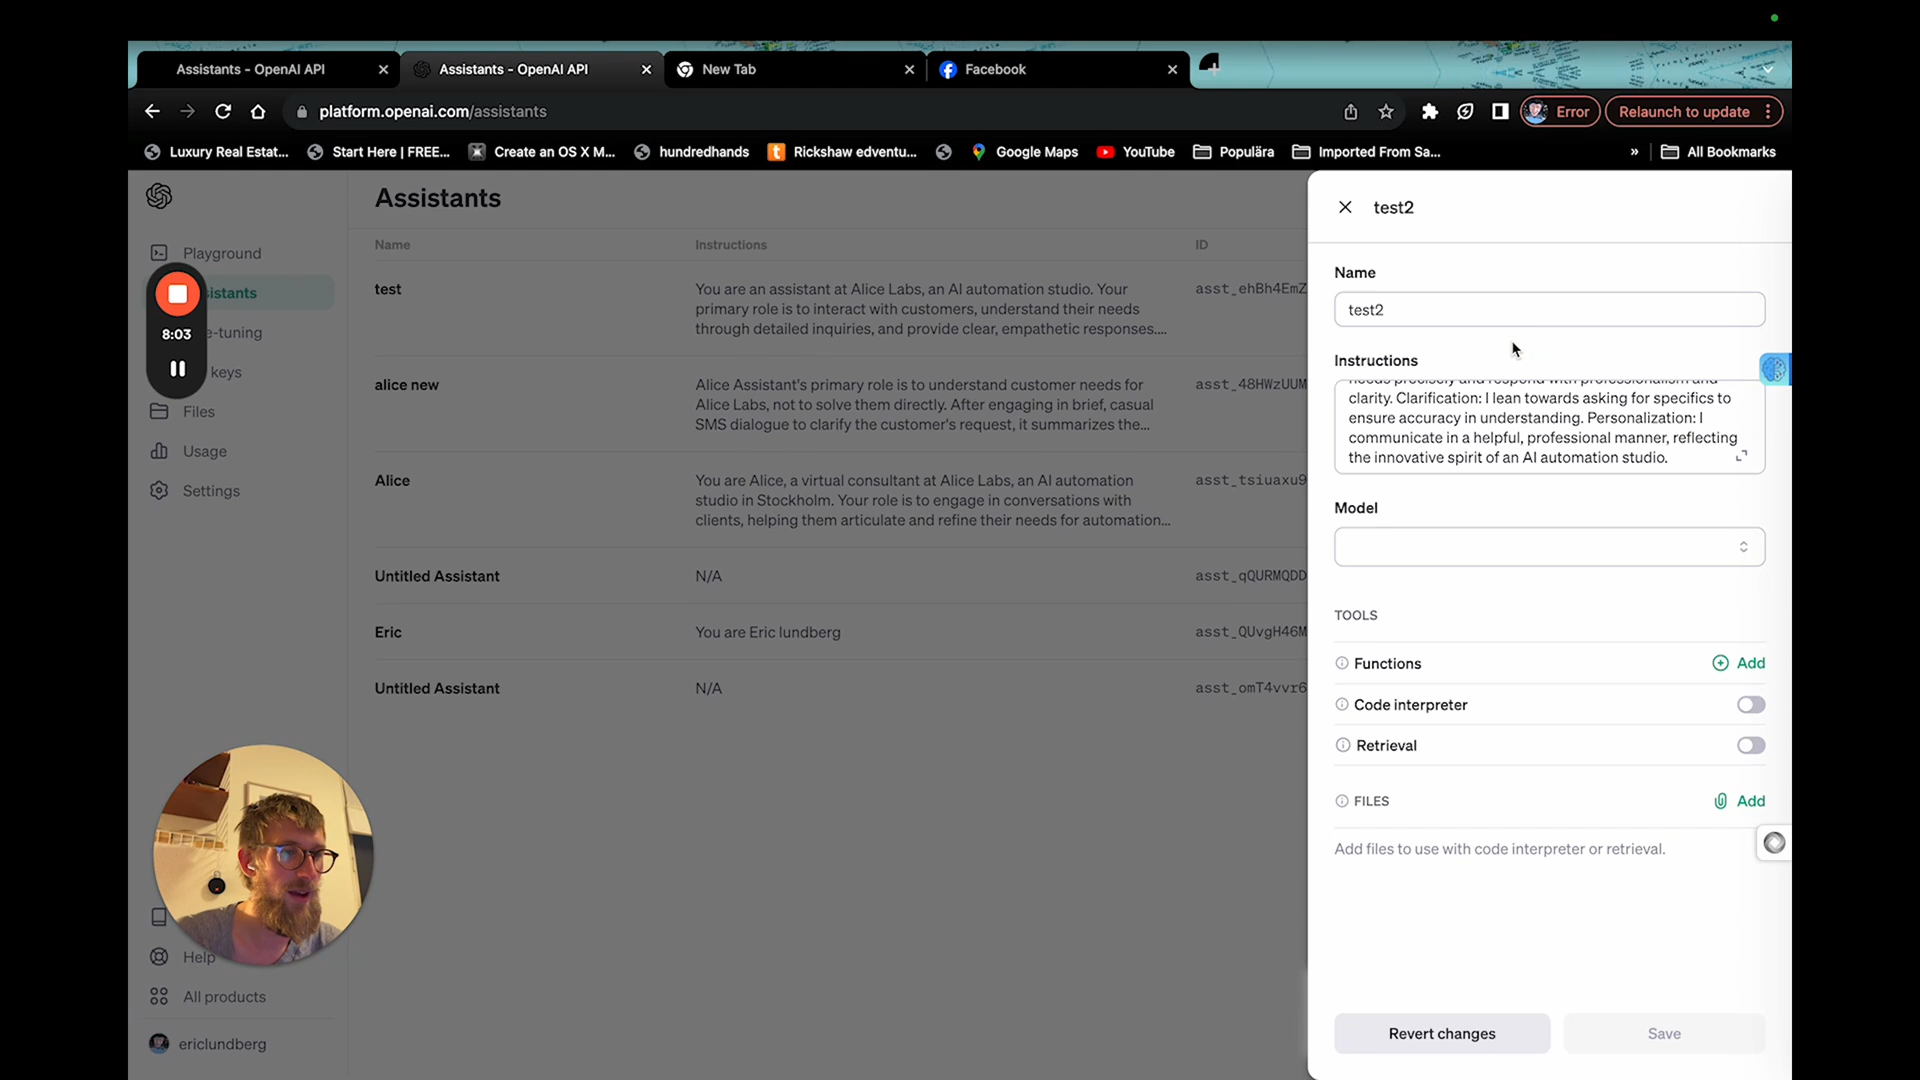 Assistants - OpenAI API
Assistants - OpenAI API
New Tab
Facebook
platform.openai.com/assistants
Error
Relaunch to update
Luxury Real Estat...
Start Here | FREE...
Create an OS X M...
hundredhands
Rickshaw edventu...
Google Maps
YouTube
Populära
Imported From Sa...
»
All Bookmarks
Playground
istants
8:03
e-tuning
keys
Files
Usage
Settings
Help
All products
ericlundberg
Assistants
Name Instructions ID
test
You are an assistant at Alice Labs, an AI automation studio. Your
primary role is to interact with customers, understand their needs
through detailed inquiries, and provide clear, empathetic responses....
asst_ehBh4EmZ
alice new
Alice Assistant's primary role is to understand customer needs for
Alice Labs, not to solve them directly. After engaging in brief, casual
SMS dialogue to clarify the customer's request, it summarizes the...
asst_48HWzUUM
Alice
You are Alice, a virtual consultant at Alice Labs, an AI automation
studio in Stockholm. Your role is to engage in conversations with
clients, helping them articulate and refine their needs for automation...
asst_tsiuaxu9
Untitled Assistant N/A asst_qQURMQDD
Eric You are Eric lundberg asst_QUvgH46M
Untitled Assistant N/A asst_omT4vvr6
test2
Name
test2
Instructions
needs precisely and respond with professionalism and
clarity. Clarification: I lean towards asking for specifics to
ensure accuracy in understanding. Personalization: I
communicate in a helpful, professional manner, reflecting
the innovative spirit of an AI automation studio.
Model
TOOLS
Functions Add
Code interpreter
Retrieval
FILES Add
Add files to use with code interpreter or retrieval.
Revert changes Save